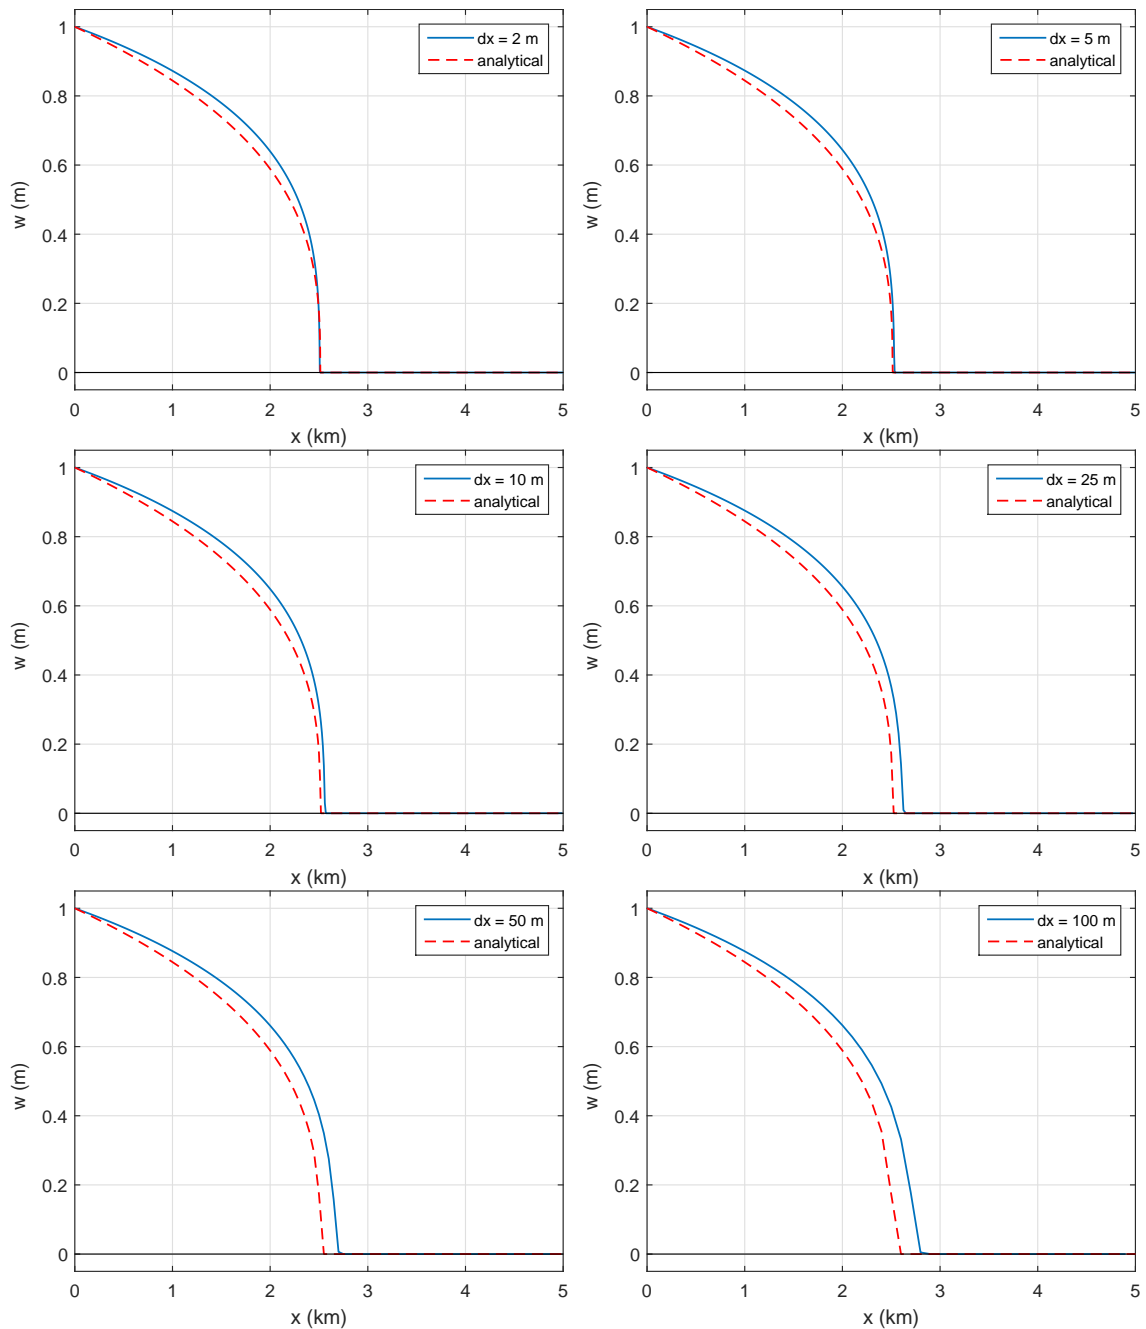 1
0.8
0.6
0.4
0.2
0
w (m)
0 1 2 3 4 5
x (km)
dx = 2 m
analytical
1
0.8
0.6
0.4
0.2
0
w (m)
0 1 2 3 4 5
x (km)
dx = 5 m
analytical
1
0.8
0.6
0.4
0.2
0
w (m)
0 1 2 3 4 5
x (km)
dx = 10 m
analytical
1
0.8
0.6
0.4
0.2
0
w (m)
0 1 2 3 4 5
x (km)
dx = 25 m
analytical
1
0.8
0.6
0.4
0.2
0
w (m)
0 1 2 3 4 5
x (km)
dx = 50 m
analytical
1
0.8
0.6
0.4
0.2
0
w (m)
0 1 2 3 4 5
x (km)
dx = 100 m
analytical